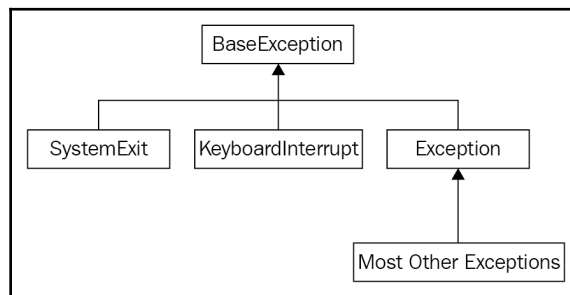 BaseException
SystemExit
KeyboardInterrupt
Exception
Most Other Exceptions